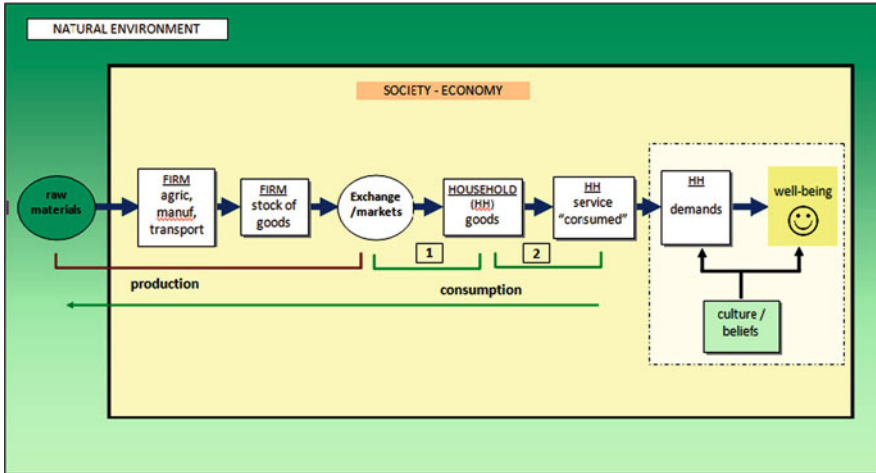 NATURAL ENVIRONMENT
SOCIETY - ECONOMY
raw
materials
FIRM
agric,
manuf,
transport
FIRM
stock of
goods
Exchange
/markets
HOUSEHOLD
(HH)
goods
HH
service
“consumed”
HH
demands
well-being
1
2
production
consumption
culture /
beliefs